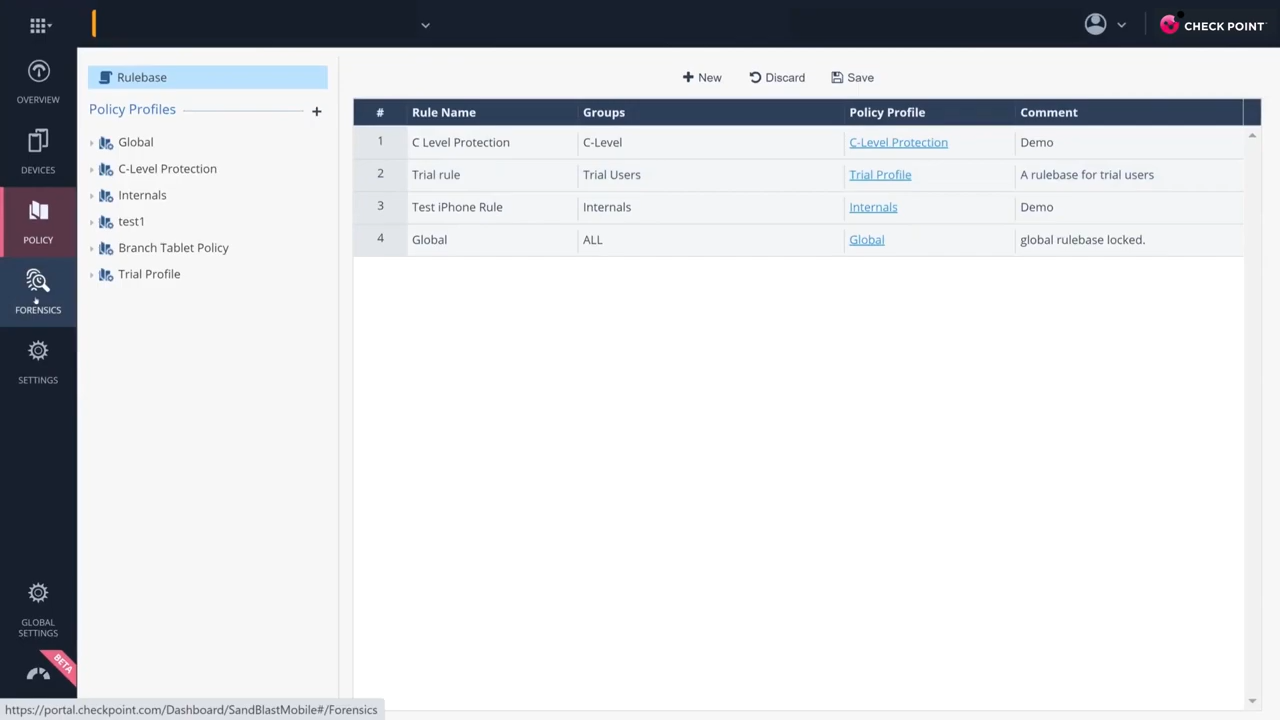 CHECK POINT
OVERVIEW
DEVICES
POLICY
FORENSICS
SETTINGS
GLOBAL
SETTINGS
BETA
Rulebase
Policy Profiles
Global
C-Level Protection
Internals
test1
Branch Tablet Policy
Trial Profile
New Discard Save
# Rule Name Groups Policy Profile Comment
1 C Level Protection C-Level C-Level Protection Demo
2 Trial rule Trial Users Trial Profile A rulebase for trial users
3 Test iPhone Rule Internals Internals Demo
4 Global ALL Global global rulebase locked.
https://portal.checkpoint.com/Dashboard/SandBlastMobile#/Forensics